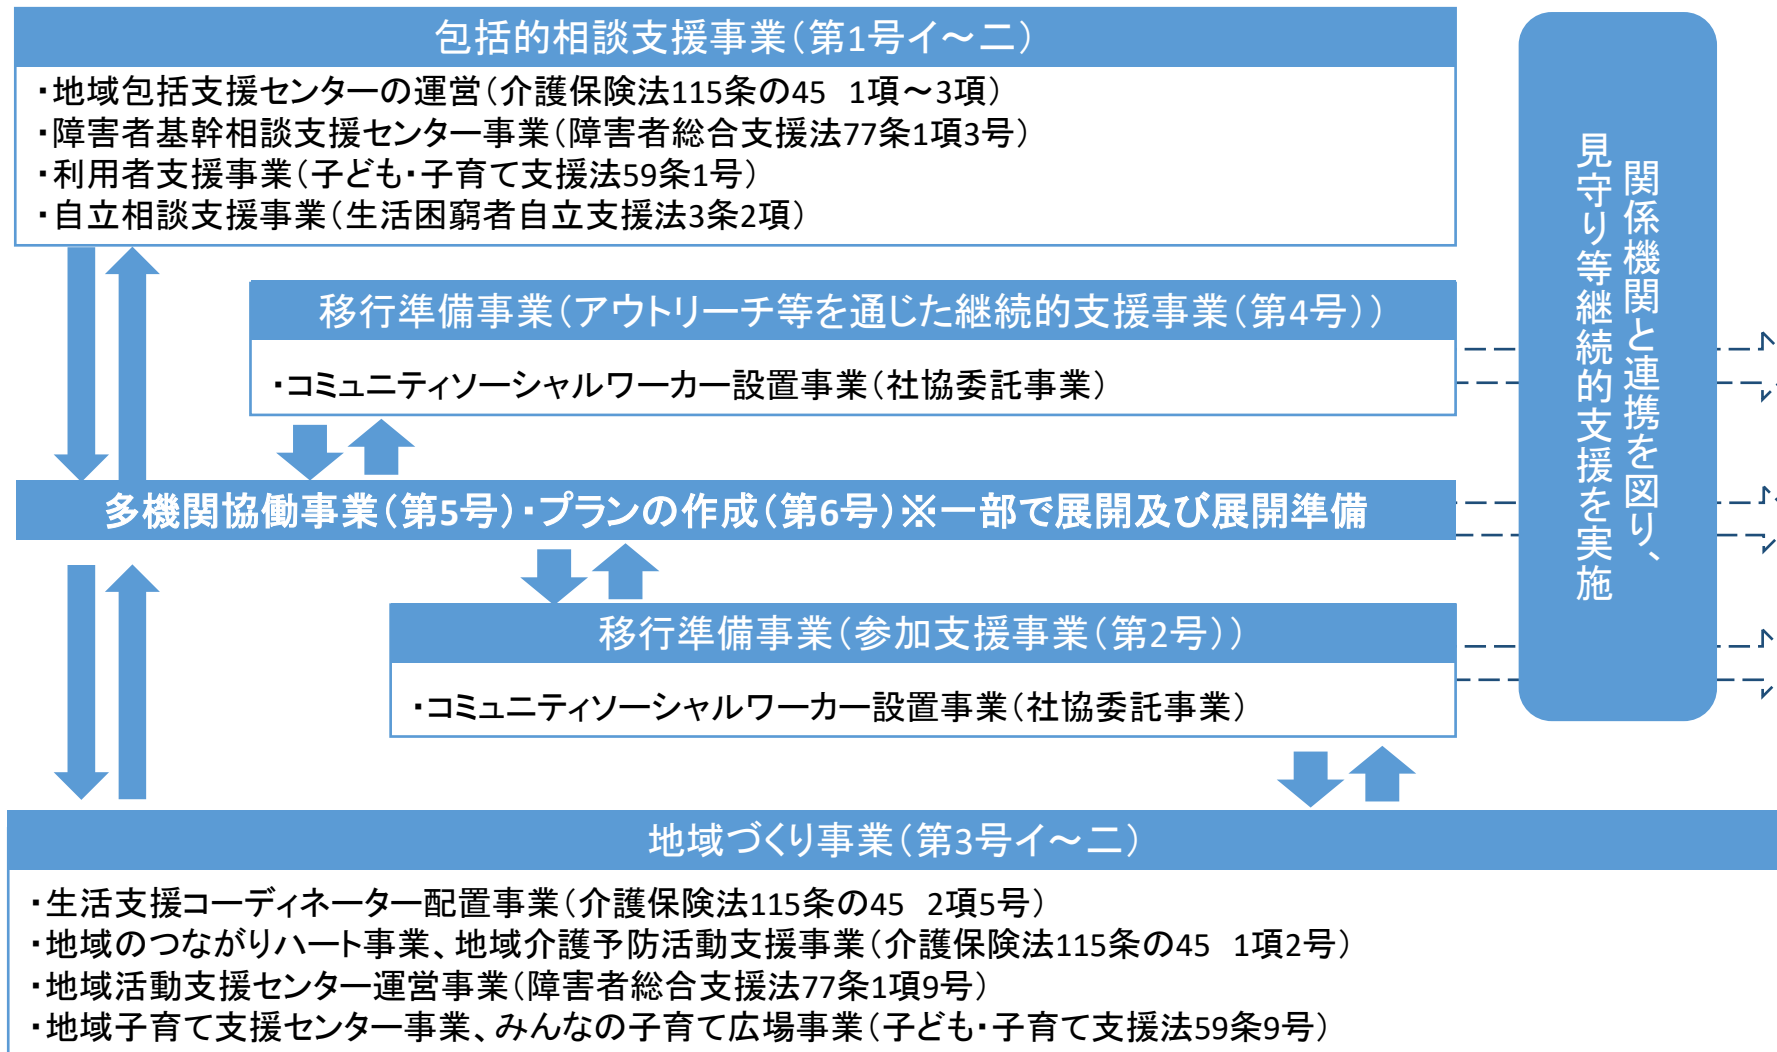 包括的相談支援事業（第1号イ～ニ）
・地域包括支援センターの運営（介護保険法115条の45　1項～3項）
・障害者基幹相談支援センター事業（障害者総合支援法77条1項3号）
・利用者支援事業（子ども・子育て支援法59条1号）
・自立相談支援事業（生活困窮者自立支援法3条2項）
移行準備事業（アウトリーチ等を通じた継続的支援事業（第4号））
・コミュニティソーシャルワーカー設置事業（社協委託事業）
多機関協働事業（第5号）・プランの作成（第6号）※一部で展開及び展開準備
移行準備事業（参加支援事業（第2号））
・コミュニティソーシャルワーカー設置事業（社協委託事業）
関係機関と連携を図り、
見守り等継続的支援を実施
地域づくり事業（第3号イ～ニ）
・生活支援コーディネーター配置事業（介護保険法115条の45　2項5号）
・地域のつながりハート事業、地域介護予防活動支援事業（介護保険法115条の45　1項2号）
・地域活動支援センター運営事業（障害者総合支援法77条1項9号）
・地域子育て支援センター事業、みんなの子育て広場事業（子ども・子育て支援法59条9号）